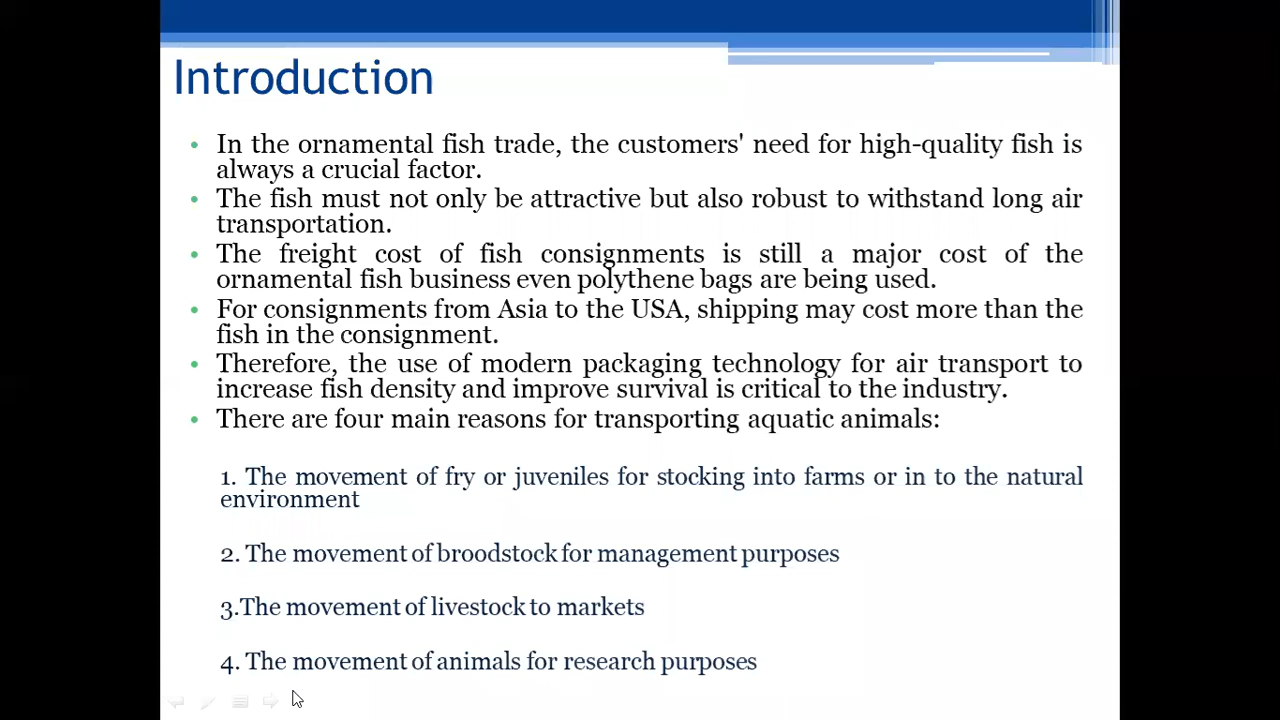 Introduction
• In the ornamental fish trade, the customers' need for high-quality fish is
always a crucial factor.
• The fish must not only be attractive but also robust to withstand long air
transportation.
• The freight cost of fish consignments is still a major cost of the
ornamental fish business even polythene bags are being used.
• For consignments from Asia to the USA, shipping may cost more than the
fish in the consignment.
• Therefore, the use of modern packaging technology for air transport to
increase fish density and improve survival is critical to the industry.
• There are four main reasons for transporting aquatic animals:
1. The movement of fry or juveniles for stocking into farms or in to the natural
environment
2. The movement of broodstock for management purposes
3.The movement of livestock to markets
4. The movement of animals for research purposes